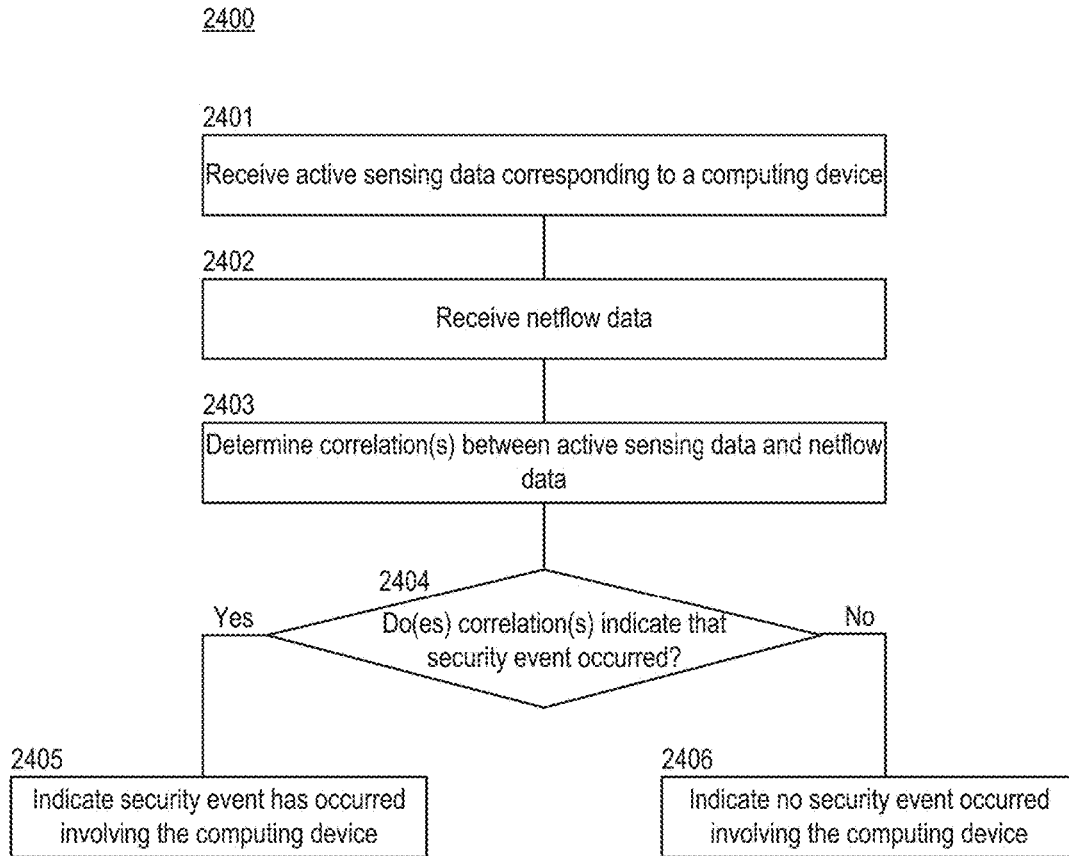 2400
2401
Receive active sensing data corresponding to a computing device
2402
Receive netflow data
2403
Determine correlation(s) between active sensing data and netflow
data
2404
Yes
No
Do(es) correlation(s) indicate that
security event occurred?
2405
Indicate security event has occurred
involving the computing device
2406
Indicate no security event occurred
involving the computing device